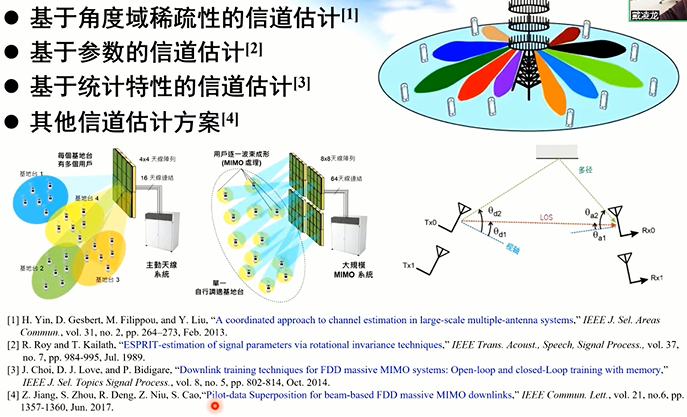 戴凌龙
● 基于角度域稀疏性的信道估计[1]
● 基于参数的信道估计[2]
● 基于统计特性的信道估计[3]
● 其他信道估计方案[4]
每個基地台
有多個用戶
基地台 1
基地台 4
基地台 2
基地台 3
4x4 天線陣列
16 天線連結
主動天線
系統
用戶逐一波束成形
(MIMO 處理)
8x8天線陣列
64天線連結
單一
自行調適基地台
大規模
MIMO 系統
多径
Tx0
θd2
θd1
LOS
视轴
θa2
θa1
Rx0
Tx1
Rx1
[1] H. Yin, D. Gesbert, M. Filippou, and Y. Liu, “A coordinated approach to channel estimation in large-scale multiple-antenna systems,” IEEE J. Sel. Areas
Commun., vol. 31, no. 2, pp. 264–273, Feb. 2013.
[2] R. Roy and T. Kailath, “ESPRIT-estimation of signal parameters via rotational invariance techniques,” IEEE Trans. Acoust., Speech, Signal Process., vol. 37,
no. 7, pp. 984-995, Jul. 1989.
[3] J. Choi, D. J. Love, and P. Bidigare, “Downlink training techniques for FDD massive MIMO systems: Open-loop and closed-Loop training with memory,”
IEEE J. Sel. Topics Signal Process., vol. 8, no. 5, pp. 802-814, Oct. 2014.
[4] Z. Jiang, S. Zhou, R. Deng, Z. Niu, S. Cao,“Pilot-data Superposition for beam-based FDD massive MIMO downlinks,” IEEE Commun. Lett., vol. 21, no.6, pp.
1357-1360, Jun. 2017.